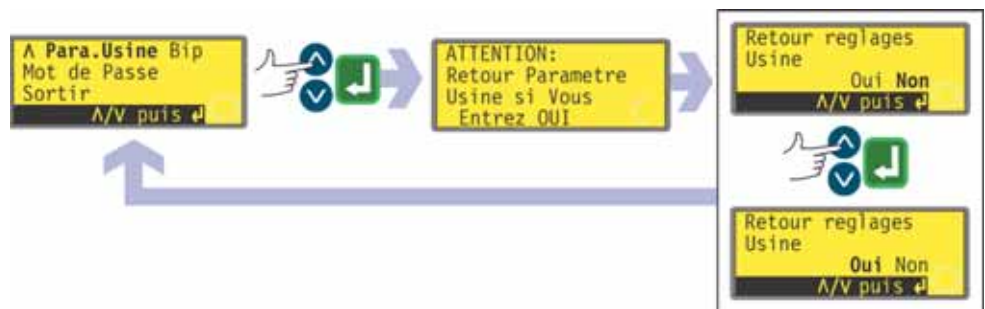 Λ Para.Usine Bip
Mot de Passe
Sortir
Λ/V puis ↲
ATTENTION:
Retour Parametre
Usine si Vous
Entrez OUI
Retour reglages
Usine
Oui Non
Λ/V puis ↲
Retour reglages
Usine
Oui Non
Λ/V puis ↲